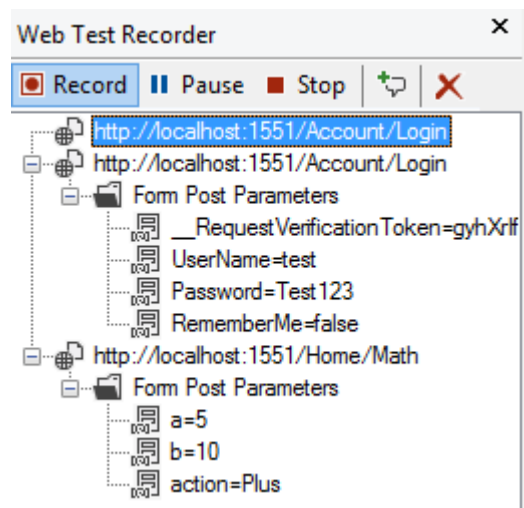 Web Test Recorder
Record Pause Stop
http://localhost:1551/Account/Login
http://localhost:1551/Account/Login
Form Post Parameters
__RequestVerificationToken=gyhXrlf
UserName=test
Password=Test123
RememberMe=false
http://localhost:1551/Home/Math
Form Post Parameters
a=5
b=10
action=Plus